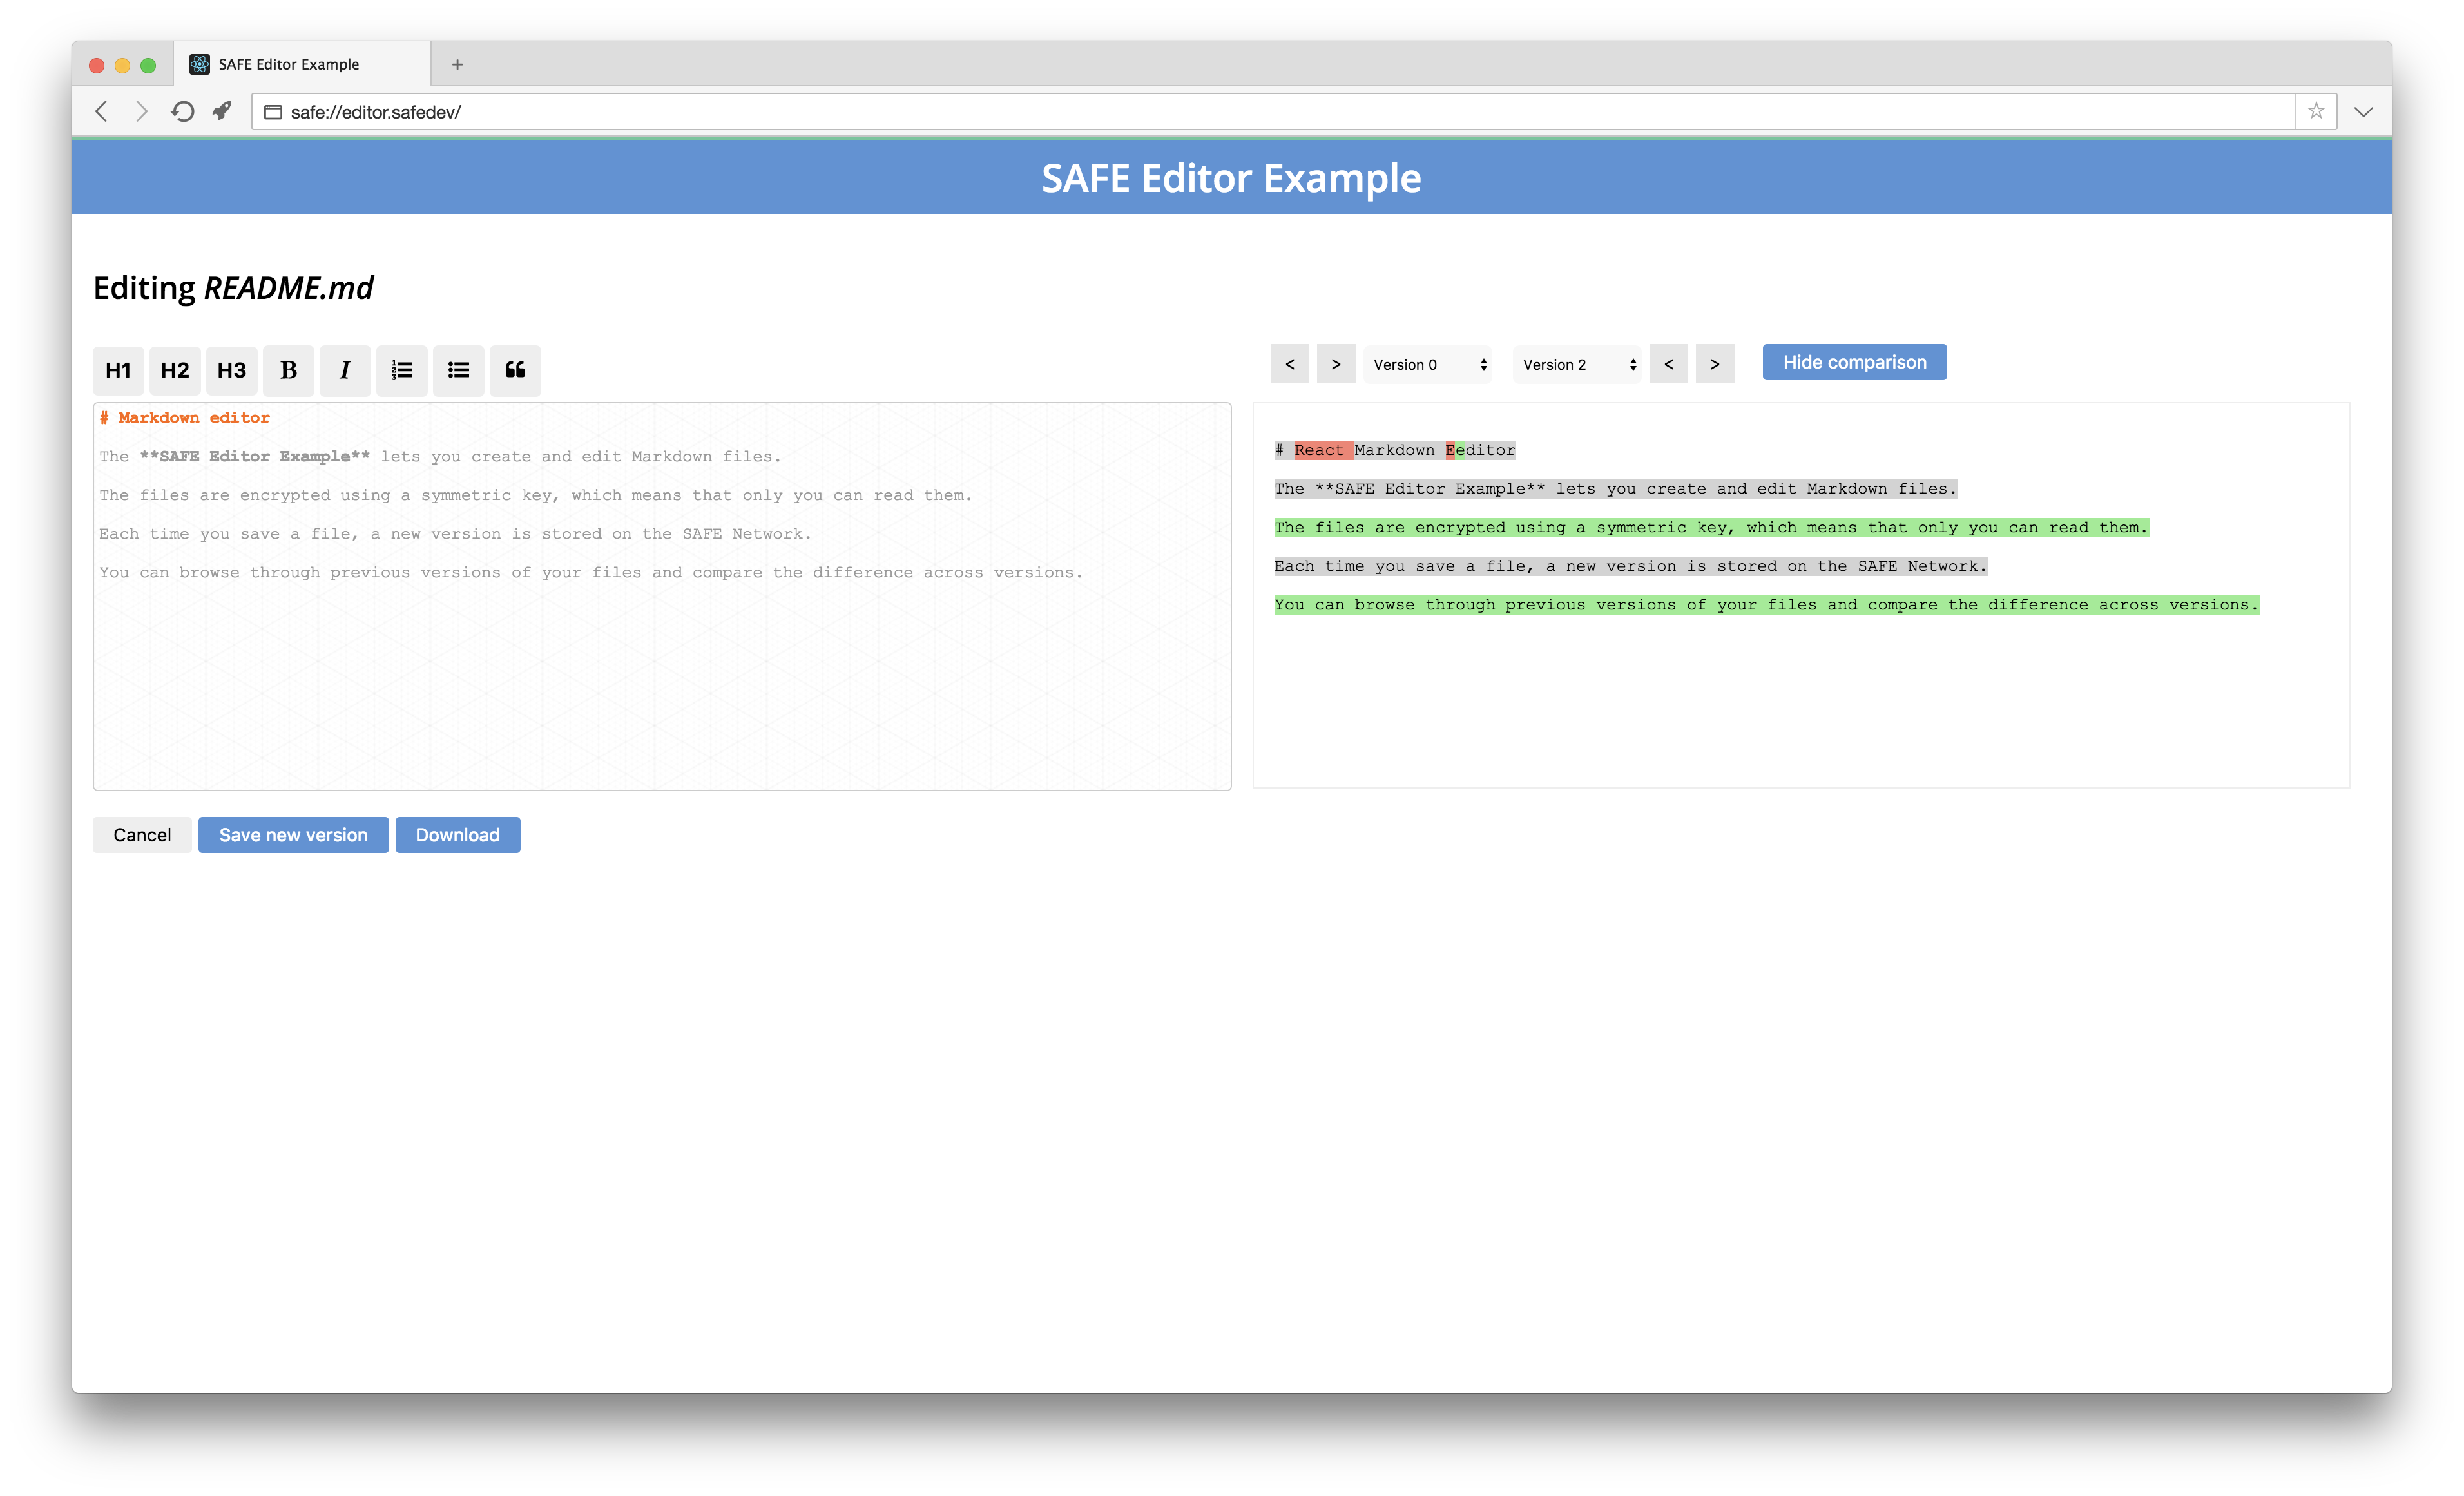 SAFE Editor Example
safe://editor.safedev/
SAFE Editor Example
Editing README.md
H1 H2 H3 B I
< > Version 0 Version 2 < > Hide comparison
# Markdown editor
The **SAFE Editor Example** lets you create and edit Markdown files.
The files are encrypted using a symmetric key, which means that only you can read them.
Each time you save a file, a new version is stored on the SAFE Network.
You can browse through previous versions of your files and compare the difference across versions.
# React Markdown Eeditor
The **SAFE Editor Example** lets you create and edit Markdown files.
The files are encrypted using a symmetric key, which means that only you can read them.
Each time you save a file, a new version is stored on the SAFE Network.
You can browse through previous versions of your files and compare the difference across versions.
Cancel Save new version Download